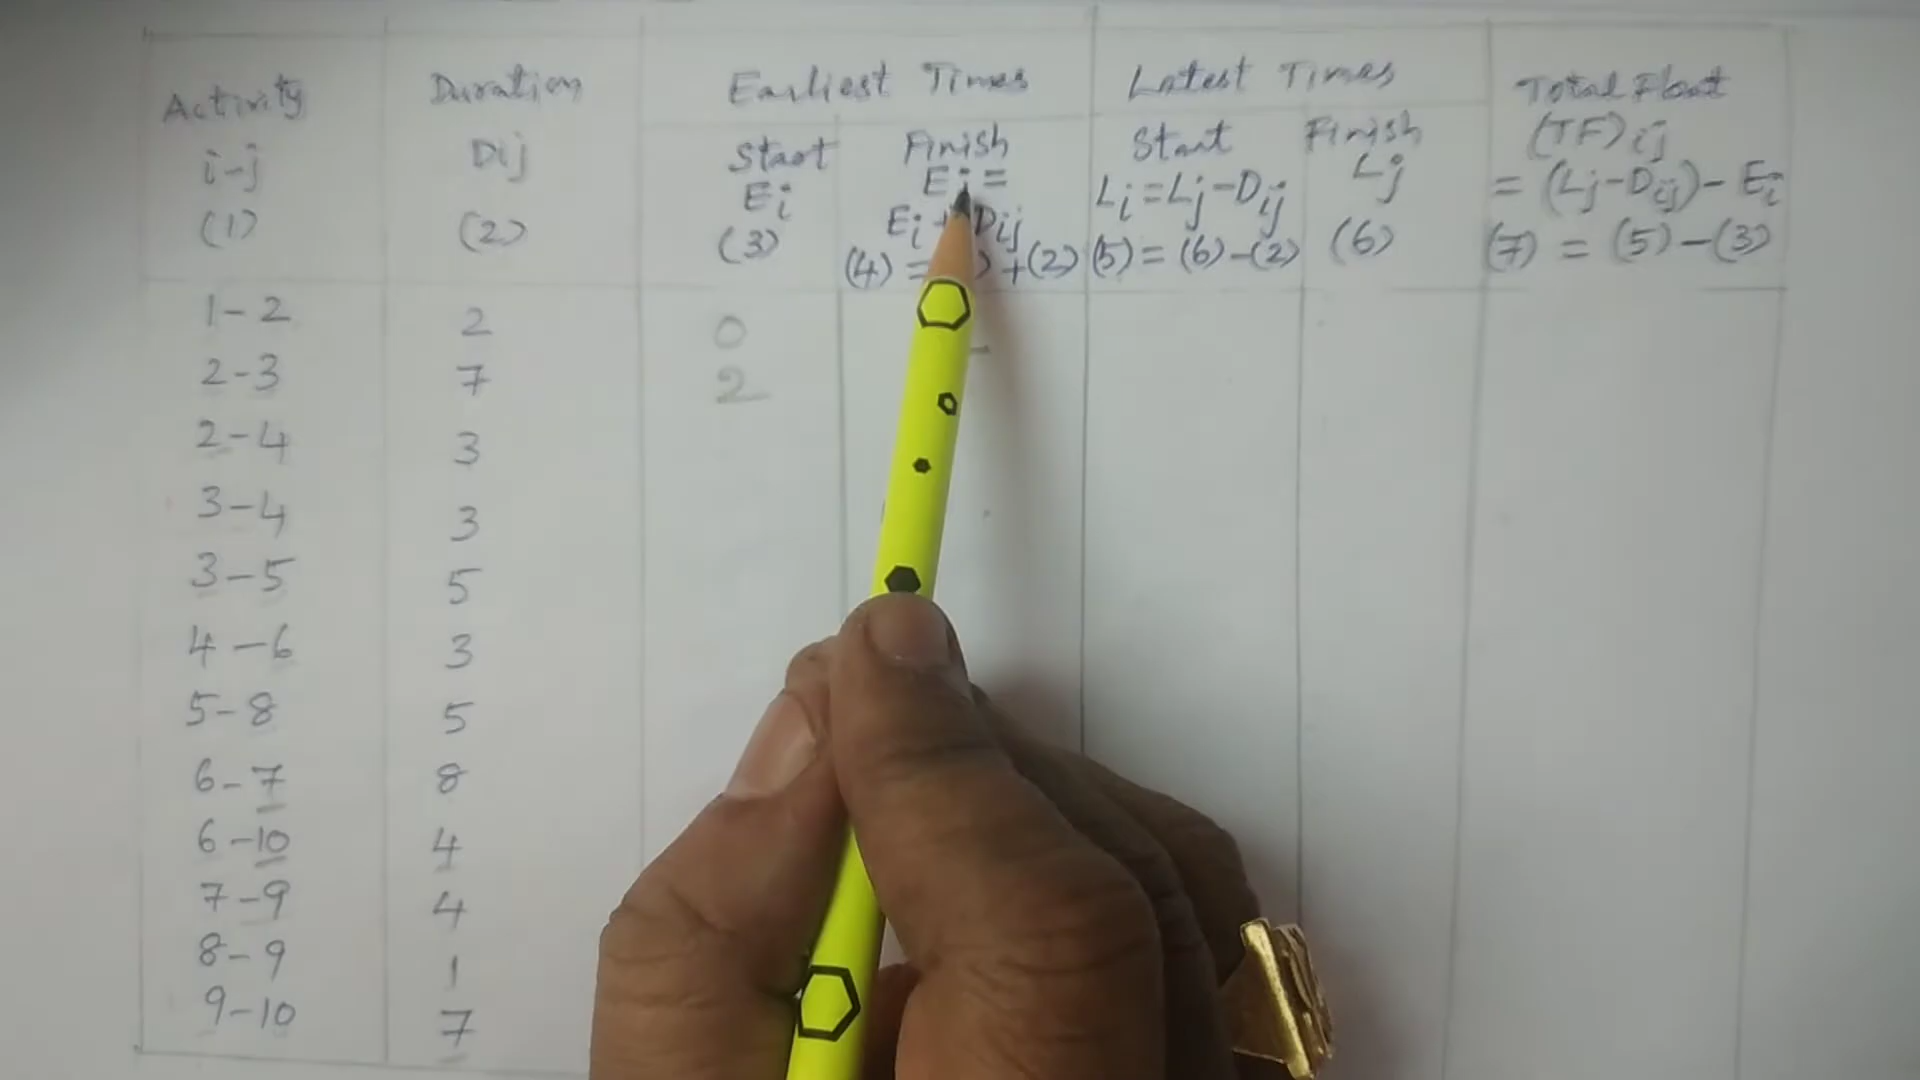 Activity Duration Earliest Times Latest Times Total Float
i-j Dij Start Finish Start Finish (TF)ij
Ei Ej = Li = Lj-Dij Lj = (Lj-Dij)- Ei
Ei + Dij
(1) (2) (3) (4) = ) +(2) (5) = (6)-(2) (6) (7) = (5)-(3)
1-2 2 0
2-3 7 2
2-4 3
3-4 3
3-5 5
4-6 3
5-8 5
6-7 8
6-10 4
7-9 4
8-9 1
9-10 7